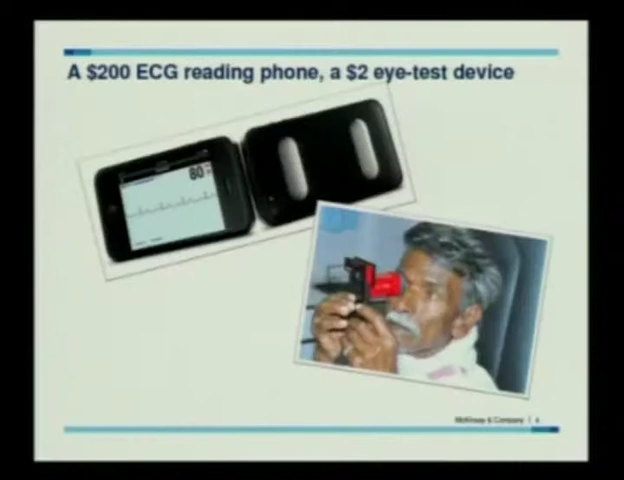 A $200 ECG reading phone, a $2 eye-test device
80
McKinsey & Company